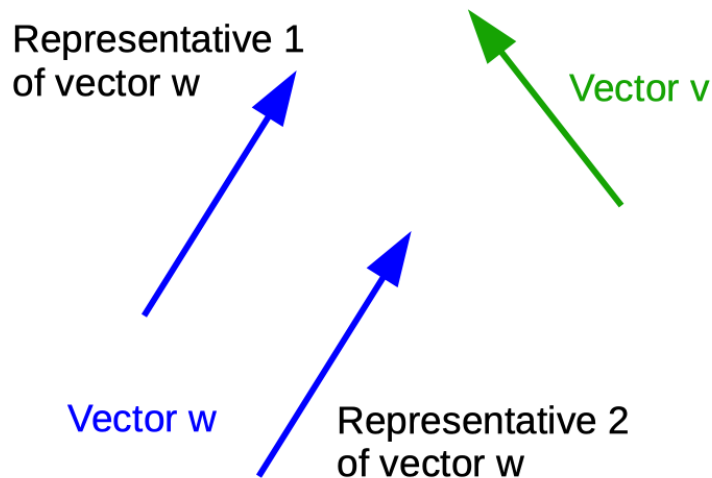 Representative 1
of vector w
Vector v
Vector w
Representative 2
of vector w